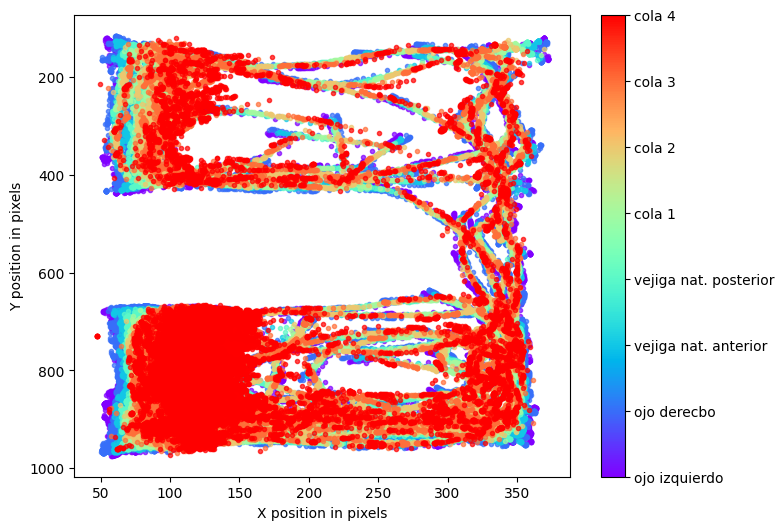 Y position in pixels
200
400
600
800
1000
50
100
150
200
250
300
350
X position in pixels
cola 4
cola 3
cola 2
cola 1
vejiga nat. posterior
vejiga nat. anterior
ojo derecbo
ojo izquierdo